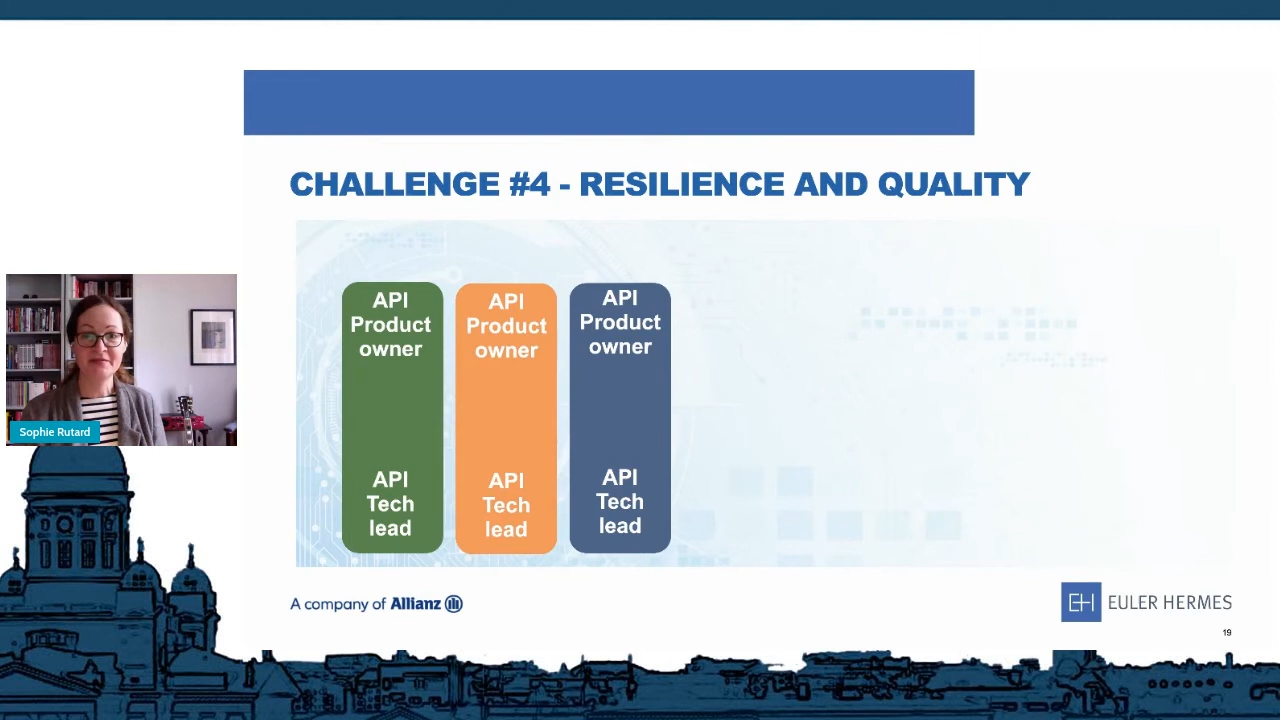 CHALLENGE #4 - RESILIENCE AND QUALITY
API
Product
owner
API
Tech
lead
API
Product
owner
API
Tech
lead
API
Product
owner
API
Tech
lead
Sophie Rutard
A company of Allianz
EULER HERMES
19